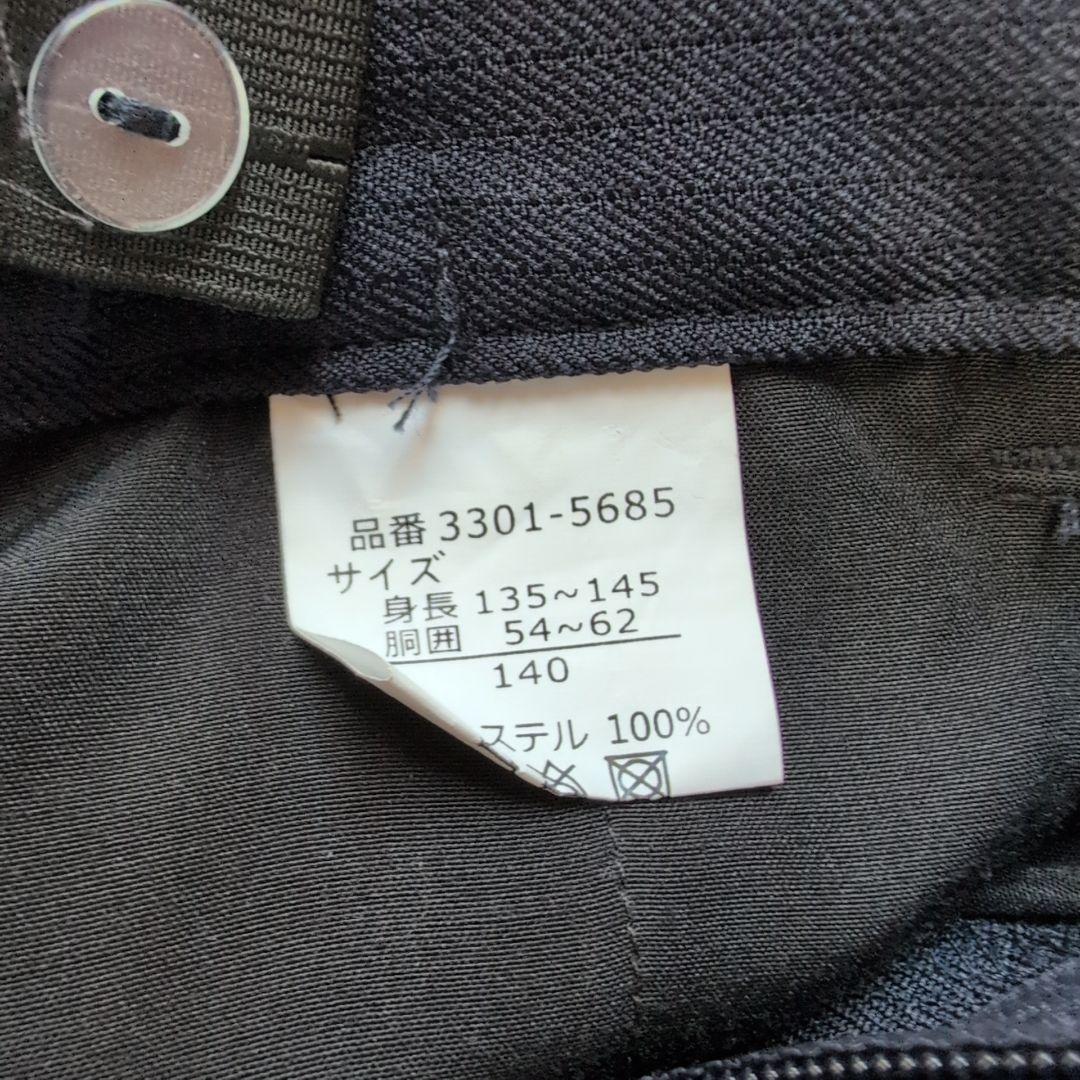 品番 3301-5685
サイズ
身長 135~145
胴囲 54~62
140
ステル 100%